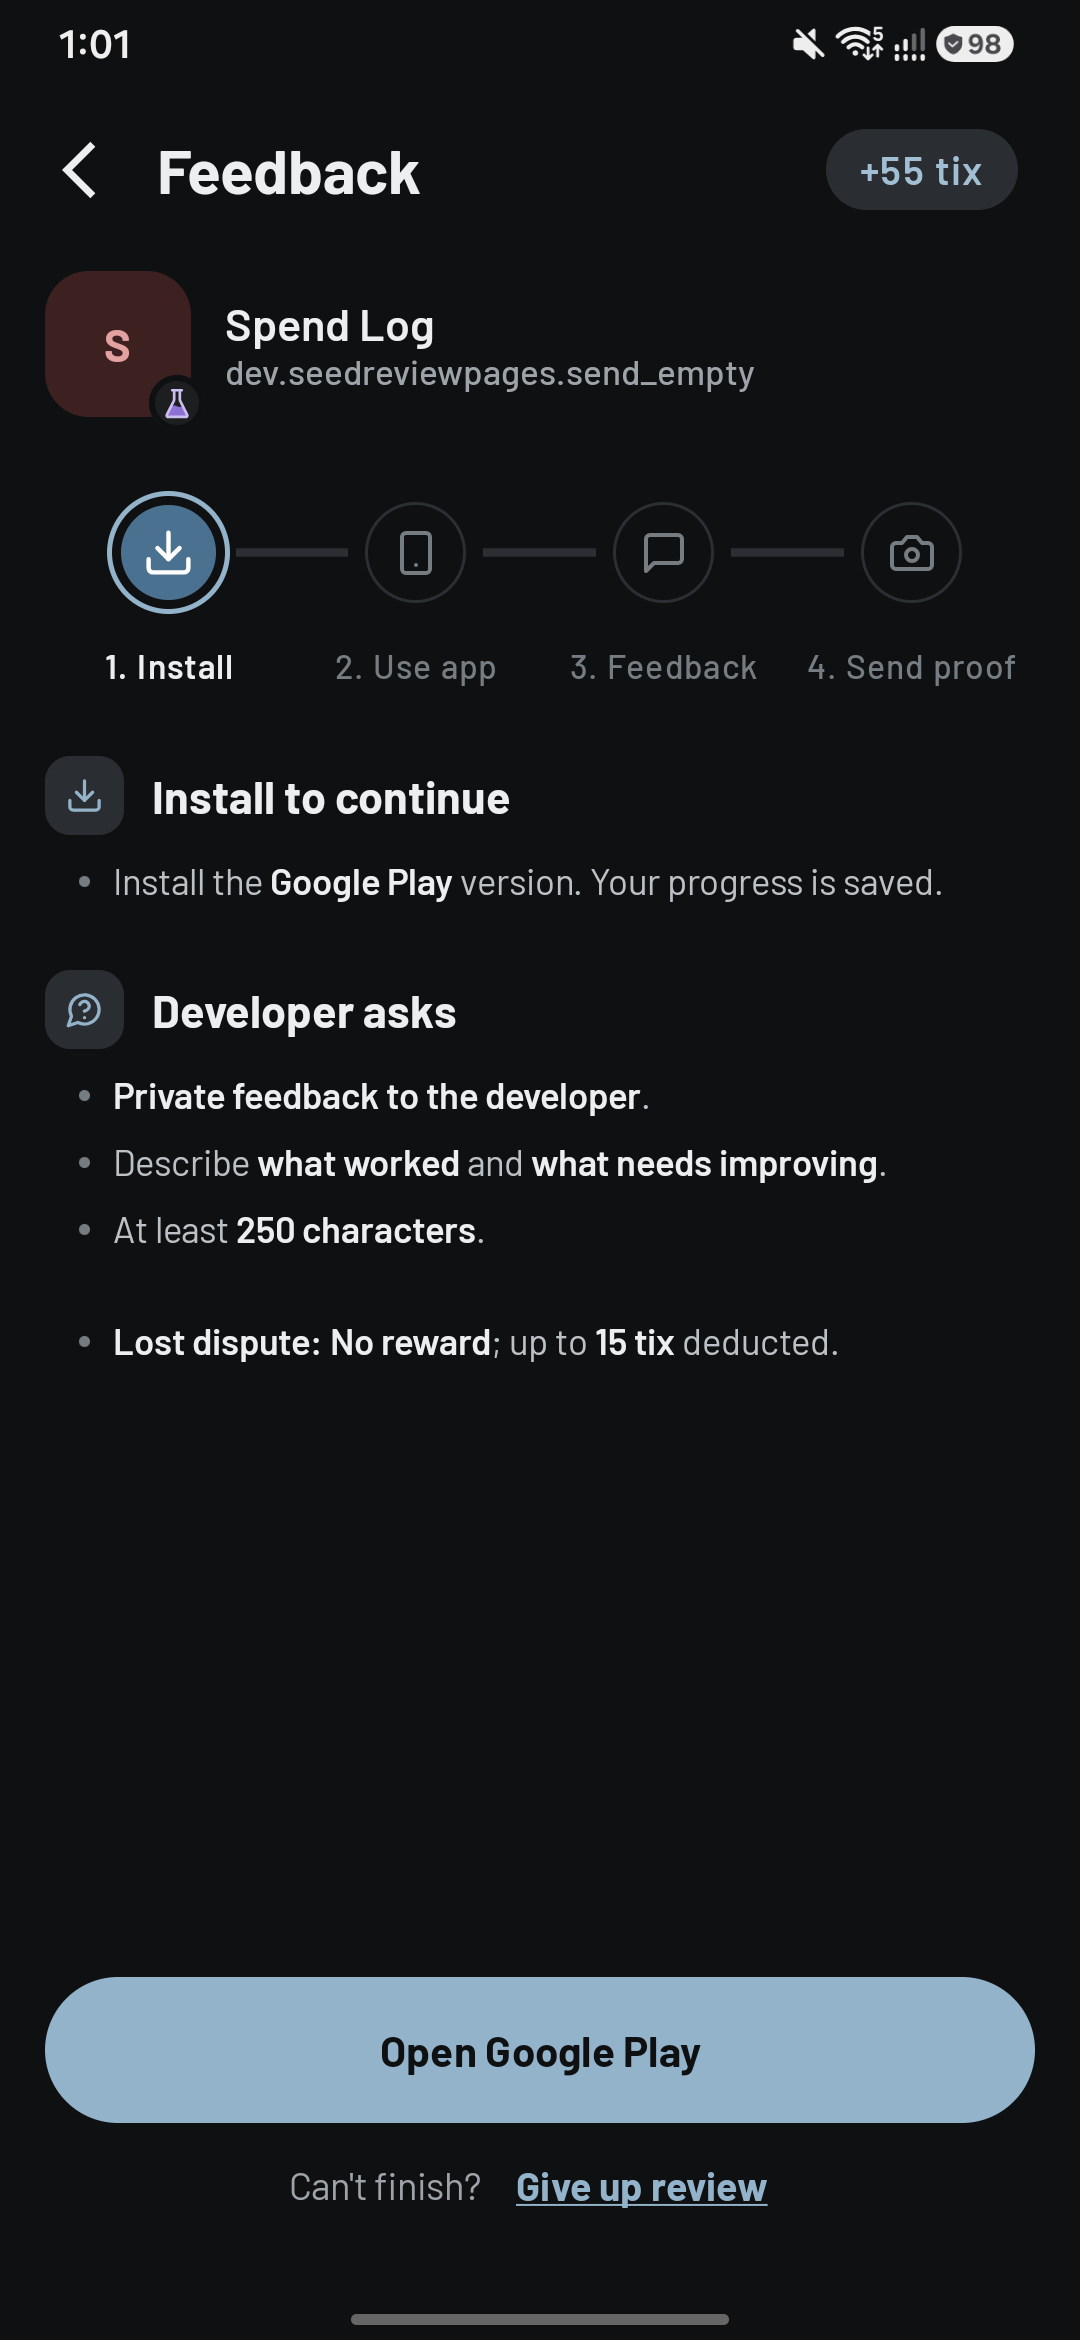 1:01
5
98
Feedback
+55 tix
S
Spend Log
dev.seedreviewpages.send_empty
1. Install
2. Use app
3. Feedback
4. Send proof
Install to continue
Install the Google Play version. Your progress is saved.
Developer asks
Private feedback to the developer.
Describe what worked and what needs improving.
At least 250 characters.
Lost dispute: No reward; up to 15 tix deducted.
Open Google Play
Can't finish? Give up review